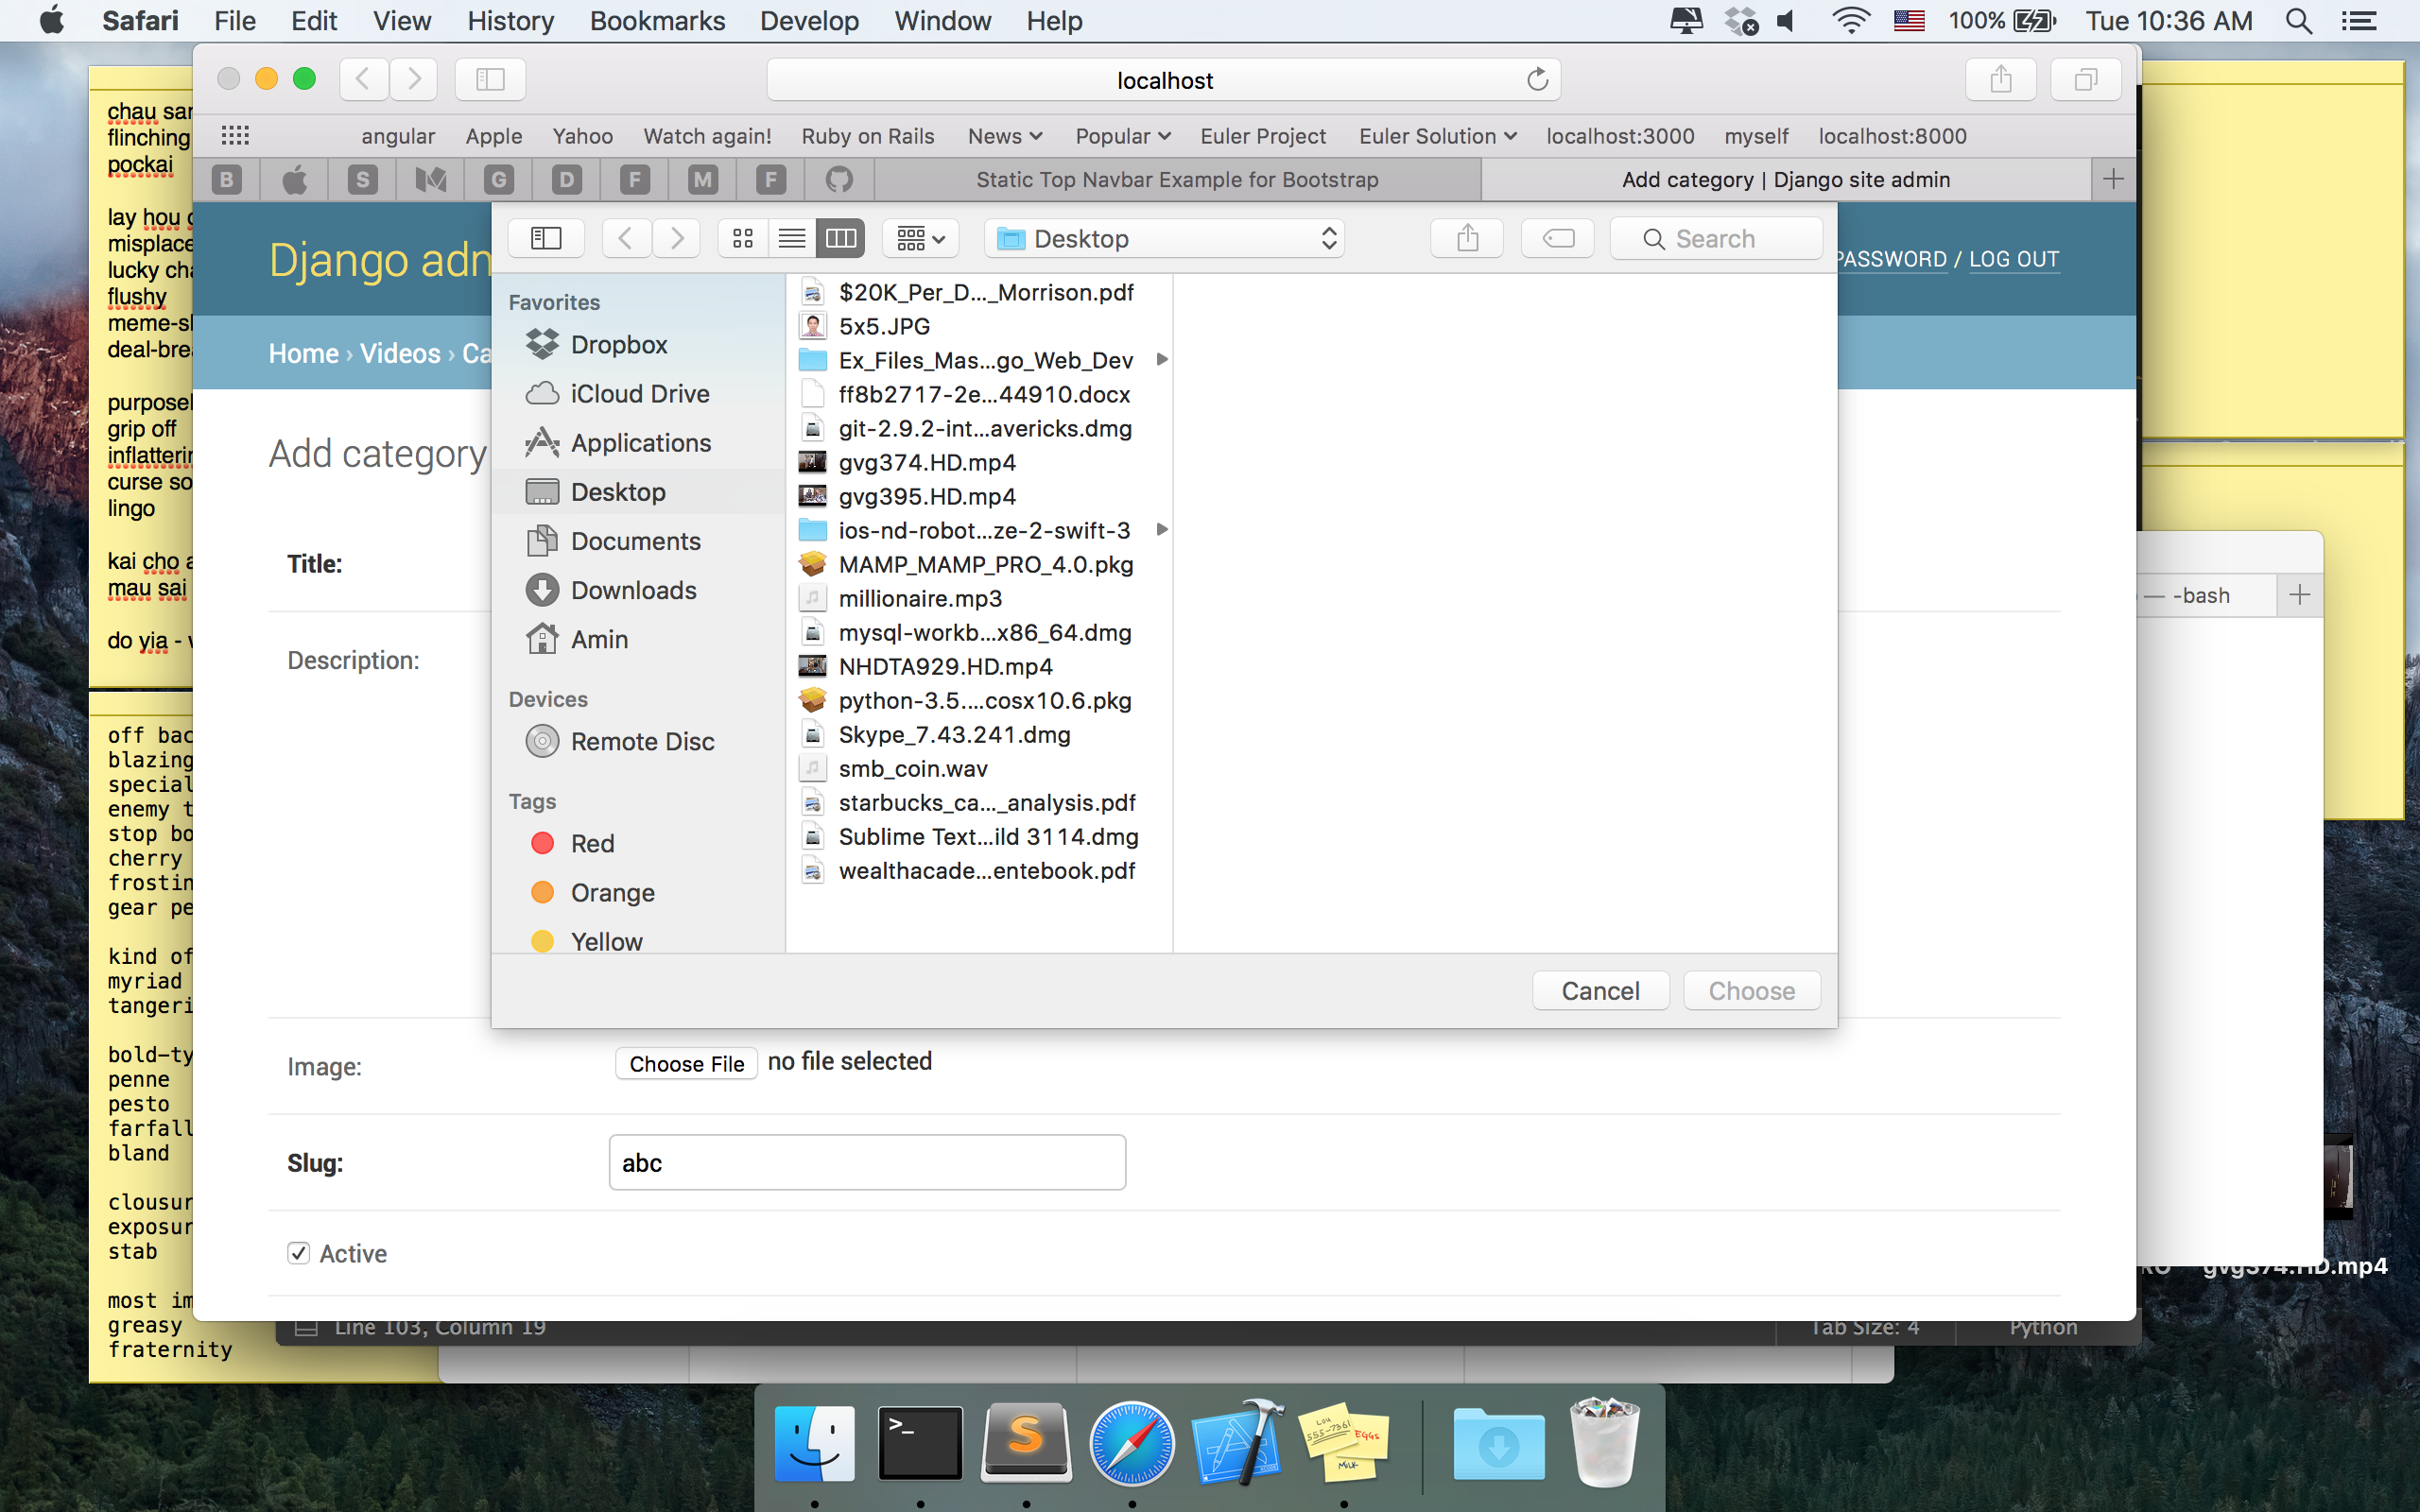 Safari File Edit View History Bookmarks Develop Window Help 100% Tue 10:36 AM
localhost
angular Apple Yahoo Watch again! Ruby on Rails News Popular Euler Project Euler Solution localhost:3000 myself localhost:8000
B S G D F M F Static Top Navbar Example for Bootstrap Add category | Django site admin
Django adm
PASSWORD / LOG OUT
Home › Videos › Ca
Add category
Title:
Description:
Desktop
Search
Favorites
Dropbox
iCloud Drive
Applications
Desktop
Documents
Downloads
Amin
Devices
Remote Disc
Tags
Red
Orange
Yellow
$20K_Per_D..._Morrison.pdf
5x5.JPG
Ex_Files_Mas...go_Web_Dev
ff8b2717-2e...44910.docx
git-2.9.2-int...avericks.dmg
gvg374.HD.mp4
gvg395.HD.mp4
ios-nd-robot...ze-2-swift-3
MAMP_MAMP_PRO_4.0.pkg
millionaire.mp3
mysql-workb...x86_64.dmg
NHDTA929.HD.mp4
python-3.5....cosx10.6.pkg
Skype_7.43.241.dmg
smb_coin.wav
starbucks_ca..._analysis.pdf
Sublime Text...ild 3114.dmg
wealthacade...entebook.pdf
Cancel Choose
Image: Choose File no file selected
Slug: abc
Active
chau san
flinching
pockai
lay hou
misplace
lucky cha
flushy
meme-sl
deal-brea
purposel
grip off
inflatterin
curse so
lingo
kai cho a
mau sai
do yia -
off bac
blazing
special
enemy t
stop bo
cherry
frostin
gear pe
kind of
myriad
tangeri
bold-ty
penne
pesto
farfall
bland
clousur
exposur
stab
most im
greasy
fraternity
— -bash
gvg374.HD.mp4
Line 103, Column 19 Tab Size: 4 Python